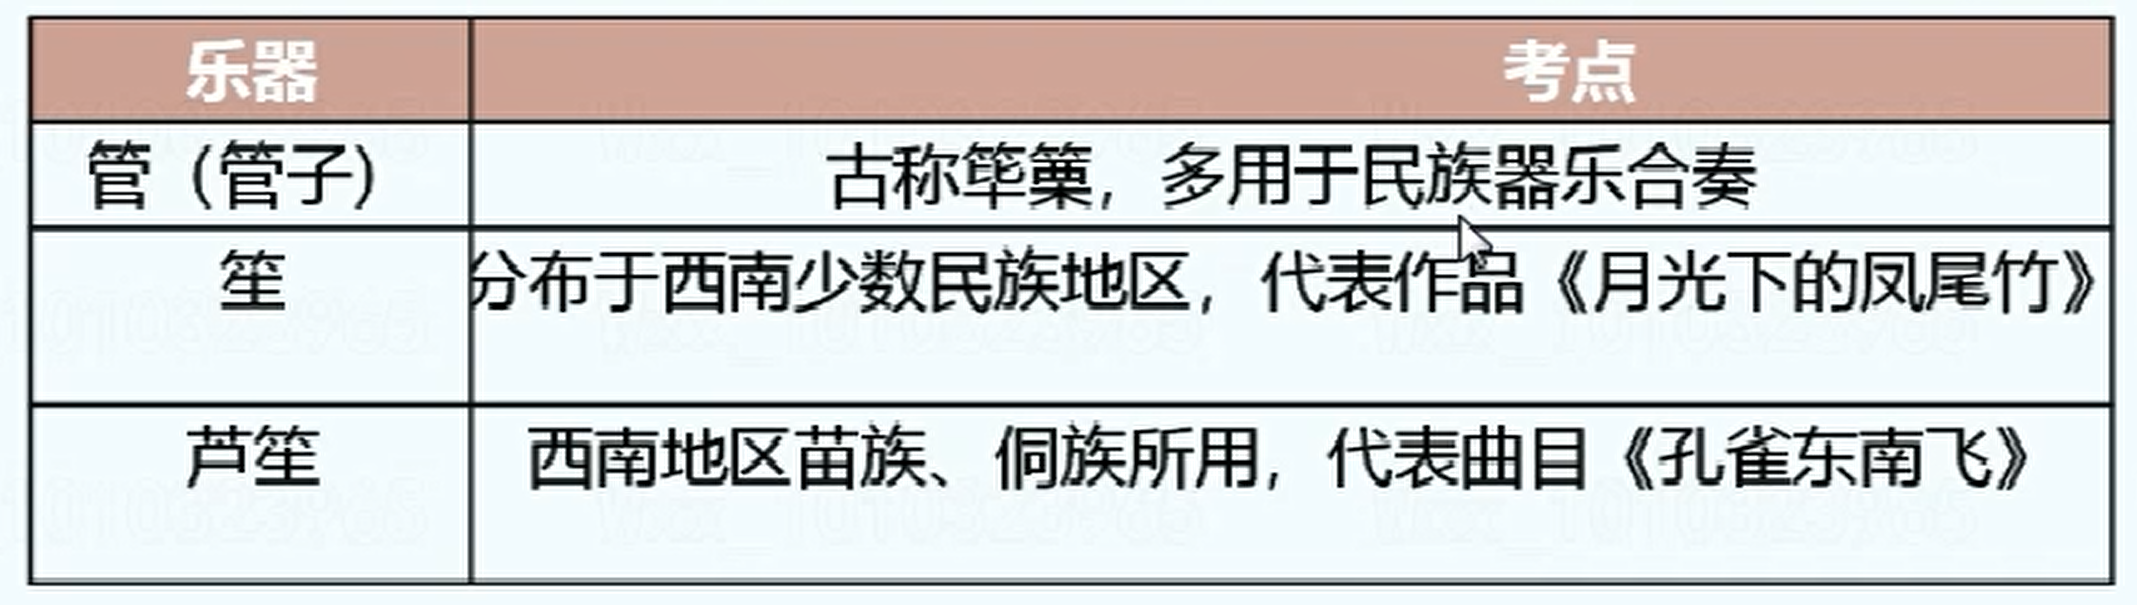 乐器 考点
管（管子） 古称筚篥，多用于民族器乐合奏
笙 分布于西南少数民族地区，代表作品《月光下的凤尾竹》
芦笙 西南地区苗族、侗族所用，代表曲目《孔雀东南飞》